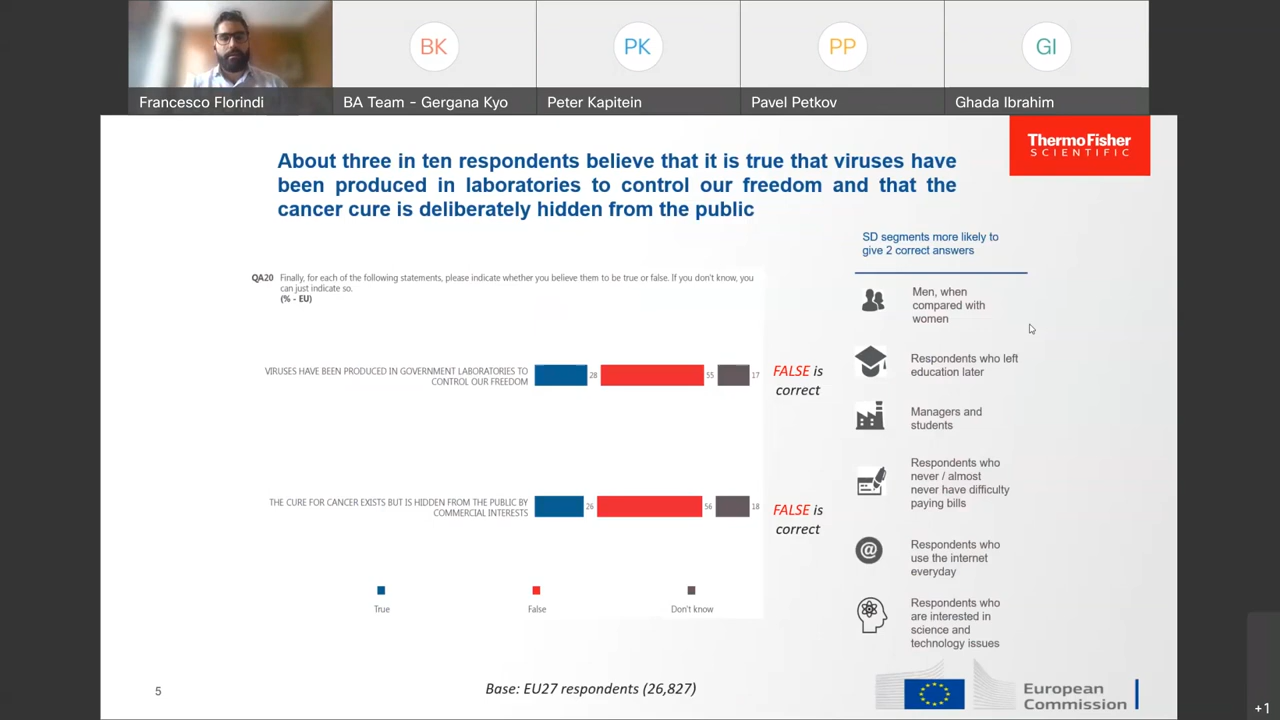 BK
PK
PP
GI
Francesco Florindi
BA Team - Gergana Kyo
Peter Kapitein
Pavel Petkov
Ghada Ibrahim
ThermoFisher
SCIENTIFIC
About three in ten respondents believe that it is true that viruses have
been produced in laboratories to control our freedom and that the
cancer cure is deliberately hidden from the public
QA20 Finally, for each of the following statements, please indicate whether you believe them to be true or false. If you don't know, you
can just indicate so.
(% - EU)
VIRUSES HAVE BEEN PRODUCED IN GOVERNMENT LABORATORIES TO
CONTROL OUR FREEDOM
28
55
17
FALSE is
correct
THE CURE FOR CANCER EXISTS BUT IS HIDDEN FROM THE PUBLIC BY
COMMERCIAL INTERESTS
26
56
18
FALSE is
correct
True
False
Don't know
SD segments more likely to
give 2 correct answers
Men, when
compared with
women
Respondents who left
education later
Managers and
students
Respondents who
never / almost
never have difficulty
paying bills
@
Respondents who
use the internet
everyday
Respondents who
are interested in
science and
technology issues
5
Base: EU27 respondents (26,827)
European
Commission
+1